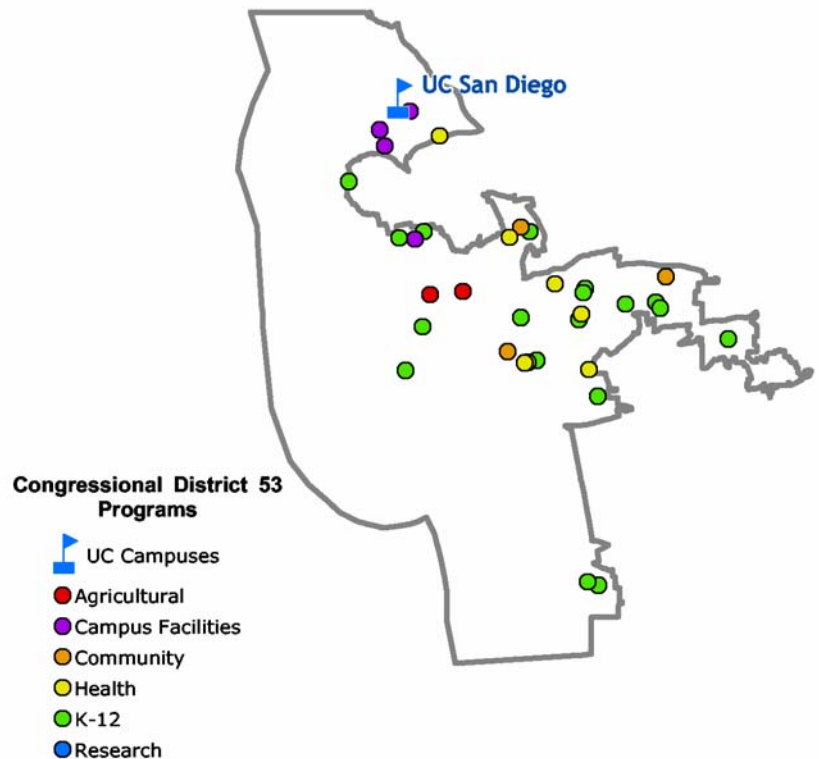 UC San Diego
Congressional District 53
Programs
UC Campuses
Agricultural
Campus Facilities
Community
Health
K-12
Research